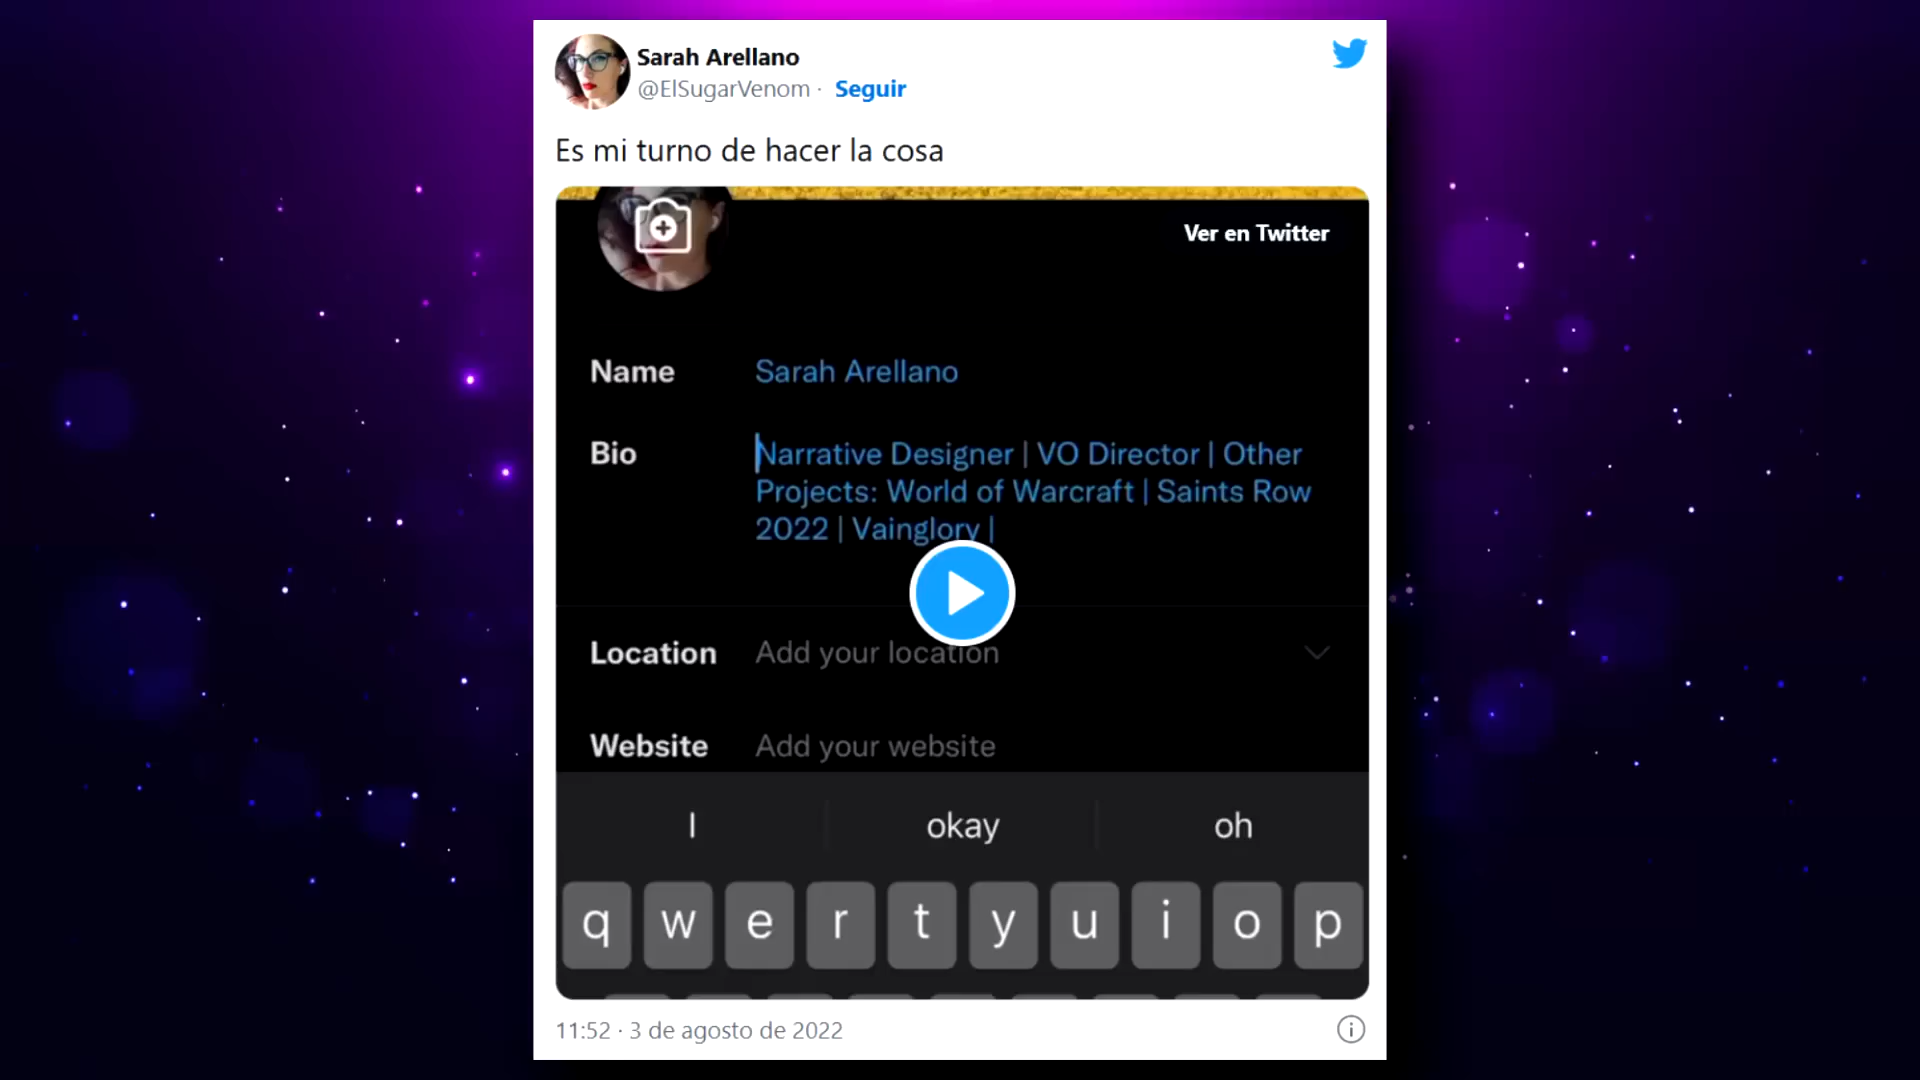 Sarah Arellano
@ElSugarVenom · Seguir
Es mi turno de hacer la cosa
Ver en Twitter
Name Sarah Arellano
Bio Narrative Designer | VO Director | Other
Projects: World of Warcraft | Saints Row
2022 | Vainglory |
Location Add your location
Website Add your website
I okay oh
q w e r t y u i o p
11:52 · 3 de agosto de 2022